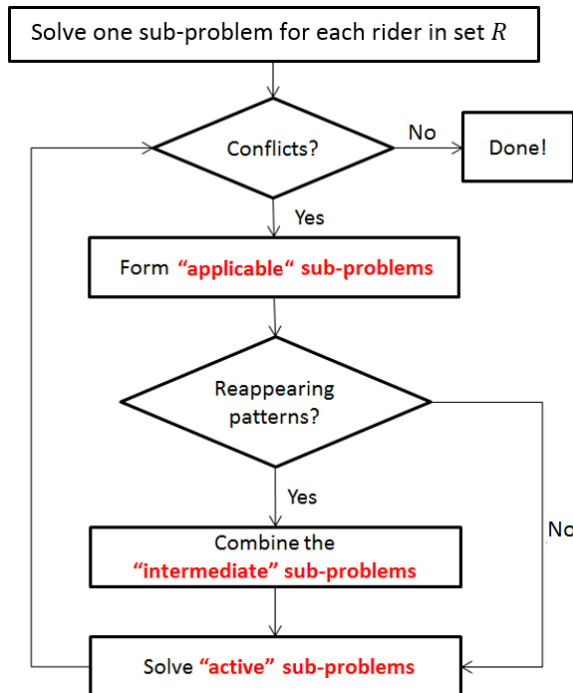 Solve one sub-problem for each rider in set R
Conflicts?
No
Done!
Yes
Form “applicable“ sub-problems
Reappearing
patterns?
Yes
No
Combine the
“intermediate” sub-problems
Solve “active” sub-problems